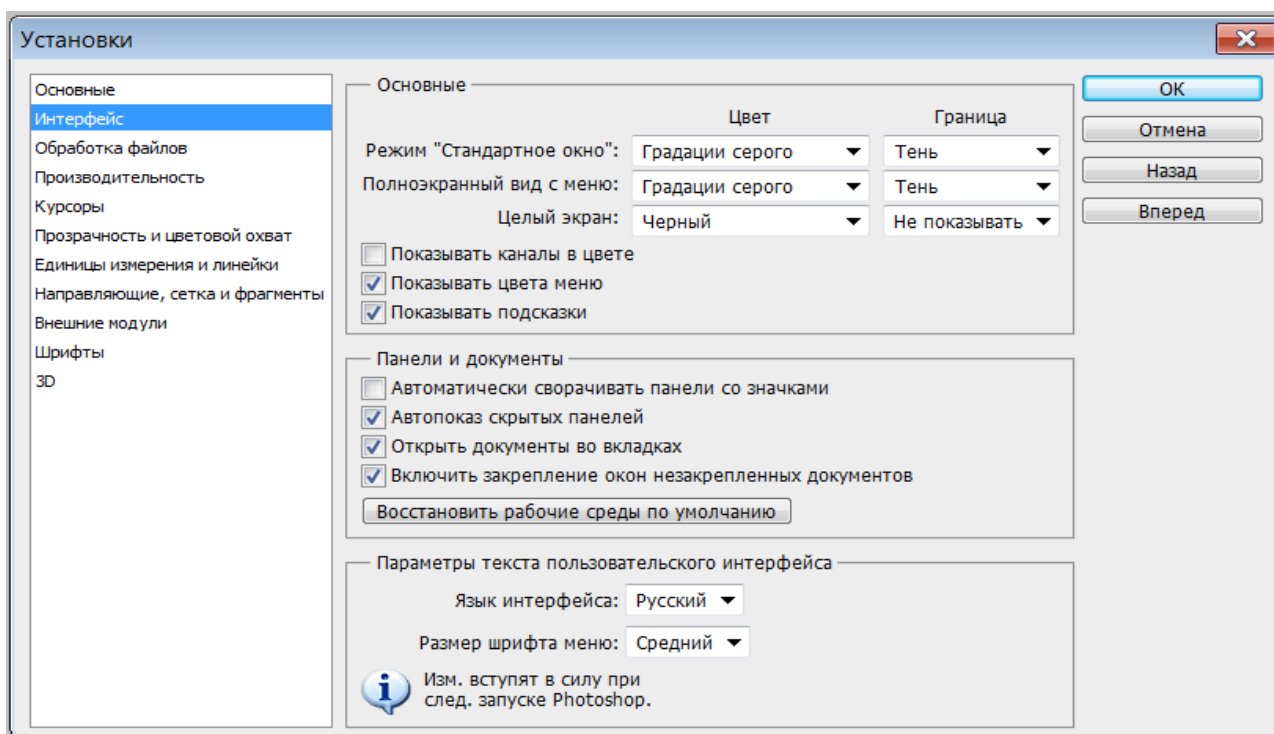 Установки
Основные
Интерфейс
Обработка файлов
Производительность
Курсоры
Прозрачность и цветовой охват
Единицы измерения и линейки
Направляющие, сетка и фрагменты
Внешние модули
Шрифты
3D
Основные
Цвет Граница
Режим "Стандартное окно": Градации серого Тень
Полноэкранный вид с меню: Градации серого Тень
Целый экран: Черный Не показывать
Показывать каналы в цвете
Показывать цвета меню
Показывать подсказки
Панели и документы
Автоматически сворачивать панели со значками
Автопоказ скрытых панелей
Открыть документы во вкладках
Включить закрепление окон незакрепленных документов
Восстановить рабочие среды по умолчанию
Параметры текста пользовательского интерфейса
Язык интерфейса: Русский
Размер шрифта меню: Средний
Изм. вступят в силу при
след. запуске Photoshop.
ОК
Отмена
Назад
Вперед